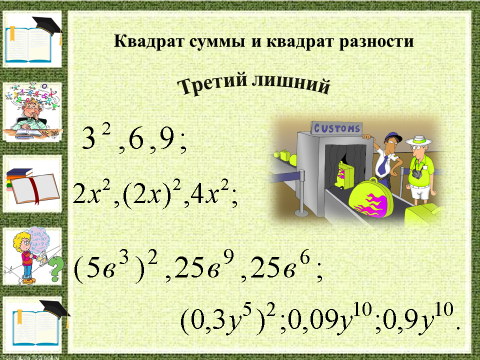 Квадрат суммы и квадрат разности
Третий лишний
CUSTOMS
3², 6, 9;
2x², (2x)², 4x²;
(5в³)², 25в⁹, 25в⁶;
(0,3y⁵)²; 0,09y¹⁰; 0,9y¹⁰.